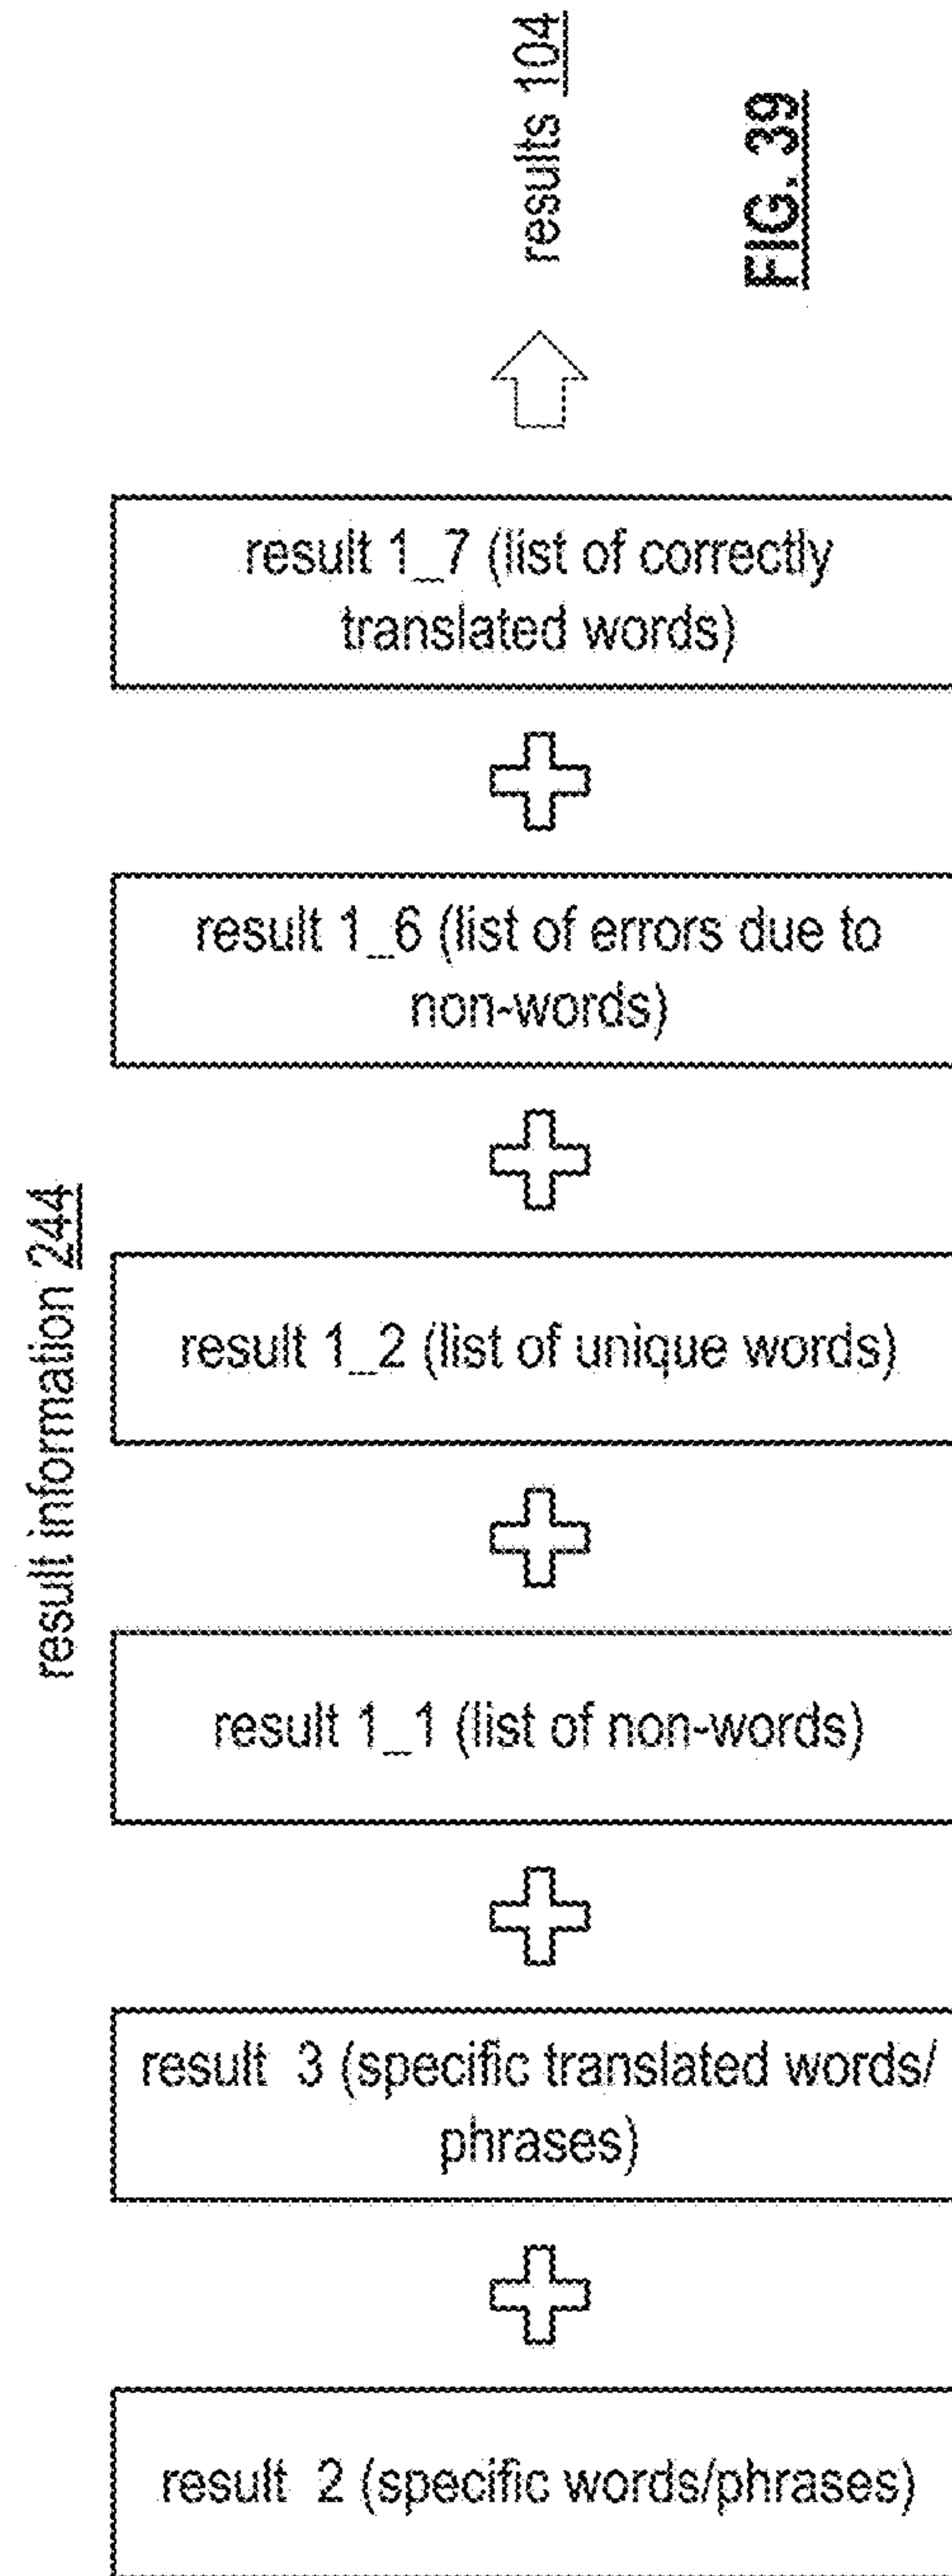 results 104
FIG. 39
result 1_7 (list of correctly
translated words)
result 1_6 (list of errors due to
non-words)
result information 244
result 1_2 (list of unique words)
result 1_1 (list of non-words)
result 3 (specific translated words/
phrases)
result 2 (specific words/phrases)